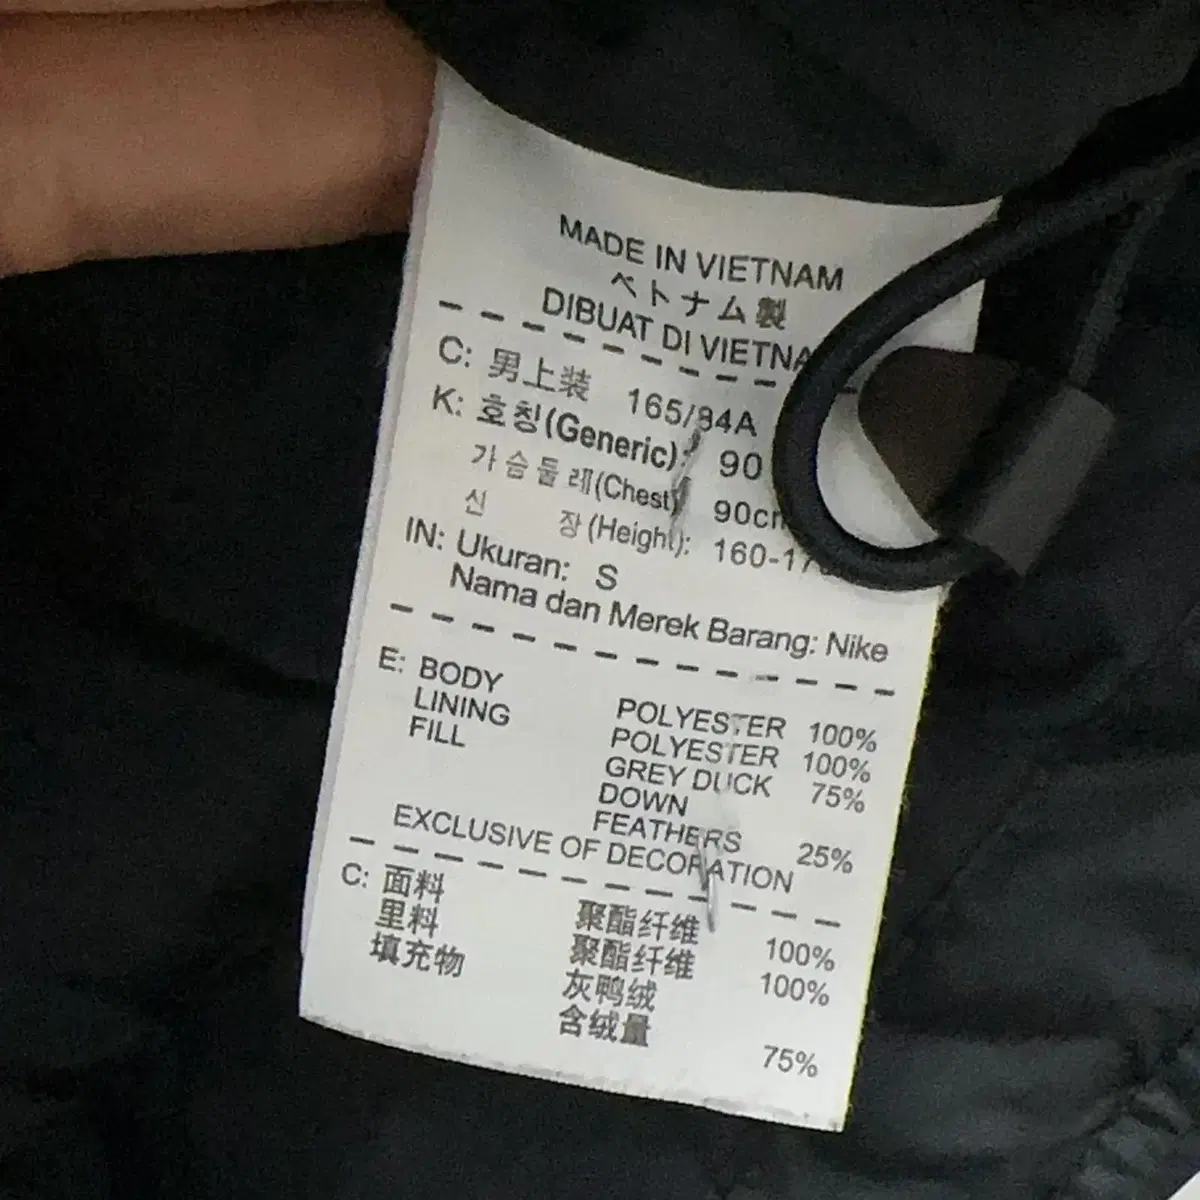 MADE IN VIETNAM
ベトナム製
DIBUAT DI VIETNA
C: 男上装 165/84A
K: 호칭(Generic): 90
가슴둘레(Chest) 90cm
신 장(Height): 160-17
IN: Ukuran: S
Nama dan Merek Barang: Nike
E: BODY POLYESTER 100%
LINING POLYESTER 100%
FILL GREY DUCK 75%
DOWN
FEATHERS 25%
EXCLUSIVE OF DECORATION
C: 面料 聚酯纤维 100%
里料 聚酯纤维 100%
填充物 灰鸭绒
含绒量 75%